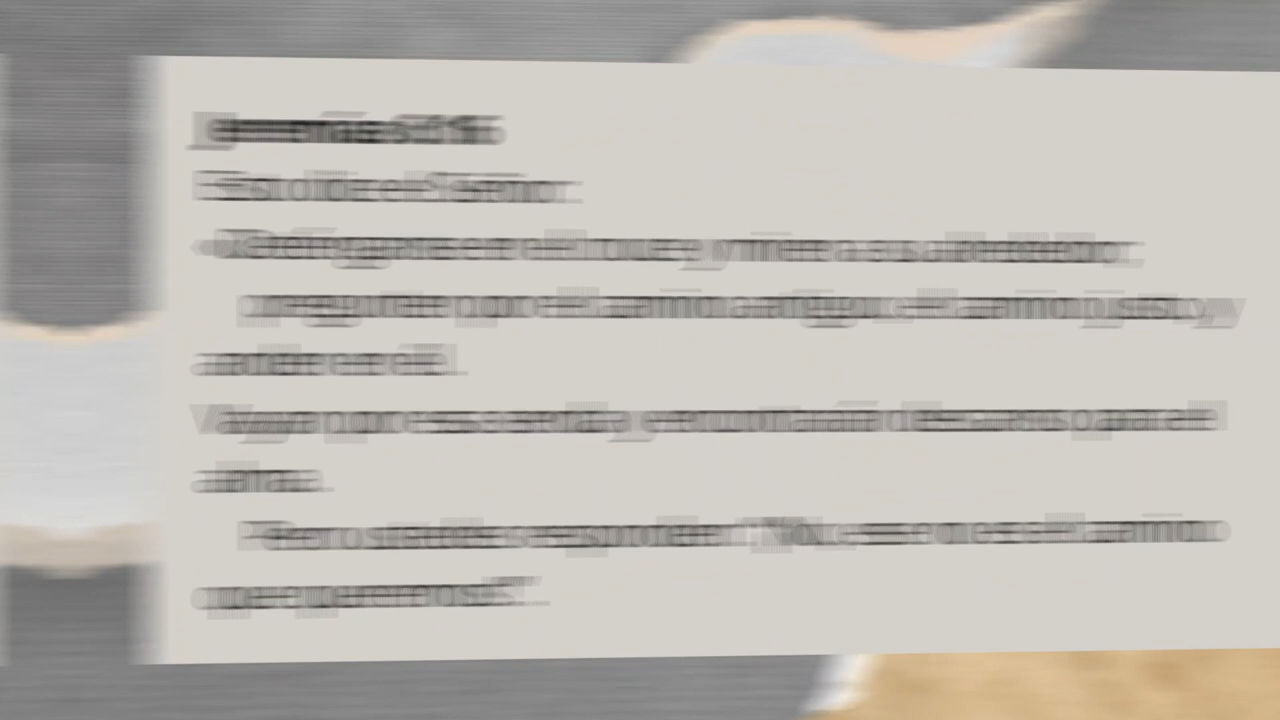 Jeremías 6:16
Esto dice el Señor:
«Deténganse en el cruce y miren a su alrededor;
pregunten por el camino antiguo, el camino justo, y
anden en él.
Vayan por esa senda y encontrarán descanso para el
alma.
Pero ustedes responden: “No, ese no es el camino
que queremos”.